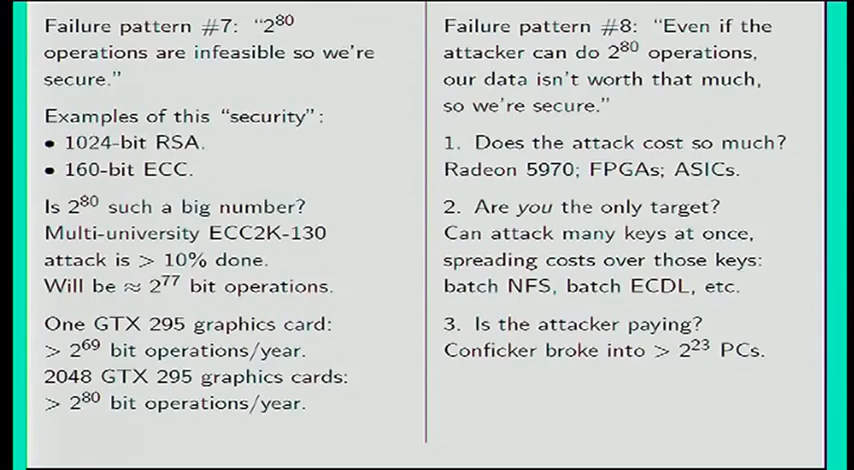 Failure pattern #7: “2^80
operations are infeasible so we’re
secure.”
Examples of this “security”:
• 1024-bit RSA.
• 160-bit ECC.
Is 2^80 such a big number?
Multi-university ECC2K-130
attack is > 10% done.
Will be ≈ 2^77 bit operations.
One GTX 295 graphics card:
> 2^69 bit operations/year.
2048 GTX 295 graphics cards:
> 2^80 bit operations/year.
Failure pattern #8: “Even if the
attacker can do 2^80 operations,
our data isn’t worth that much,
so we’re secure.”
1. Does the attack cost so much?
Radeon 5970; FPGAs; ASICs.
2. Are you the only target?
Can attack many keys at once,
spreading costs over those keys:
batch NFS, batch ECDL, etc.
3. Is the attacker paying?
Conficker broke into > 2^23 PCs.